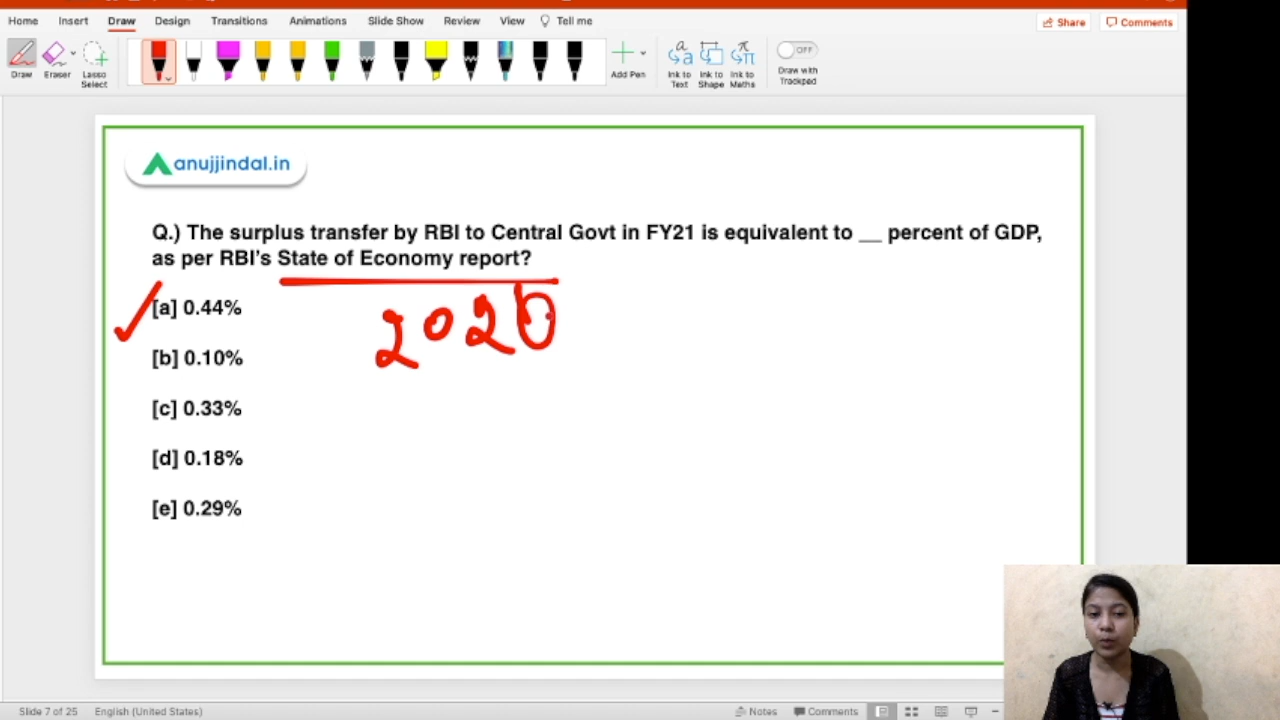 Home Insert Draw Design Transitions Animations Slide Show Review View Tell me Share Comments
Draw Eraser Lasso Select Add Pen Ink to Text Ink to Shape Ink to Maths OFF Draw with Trackpad
anujjindal.in
Q.) The surplus transfer by RBI to Central Govt in FY21 is equivalent to __ percent of GDP,
as per RBI's State of Economy report?
[a] 0.44%
2020
[b] 0.10%
[c] 0.33%
[d] 0.18%
[e] 0.29%
Slide 7 of 25 English (United States) Notes Comments